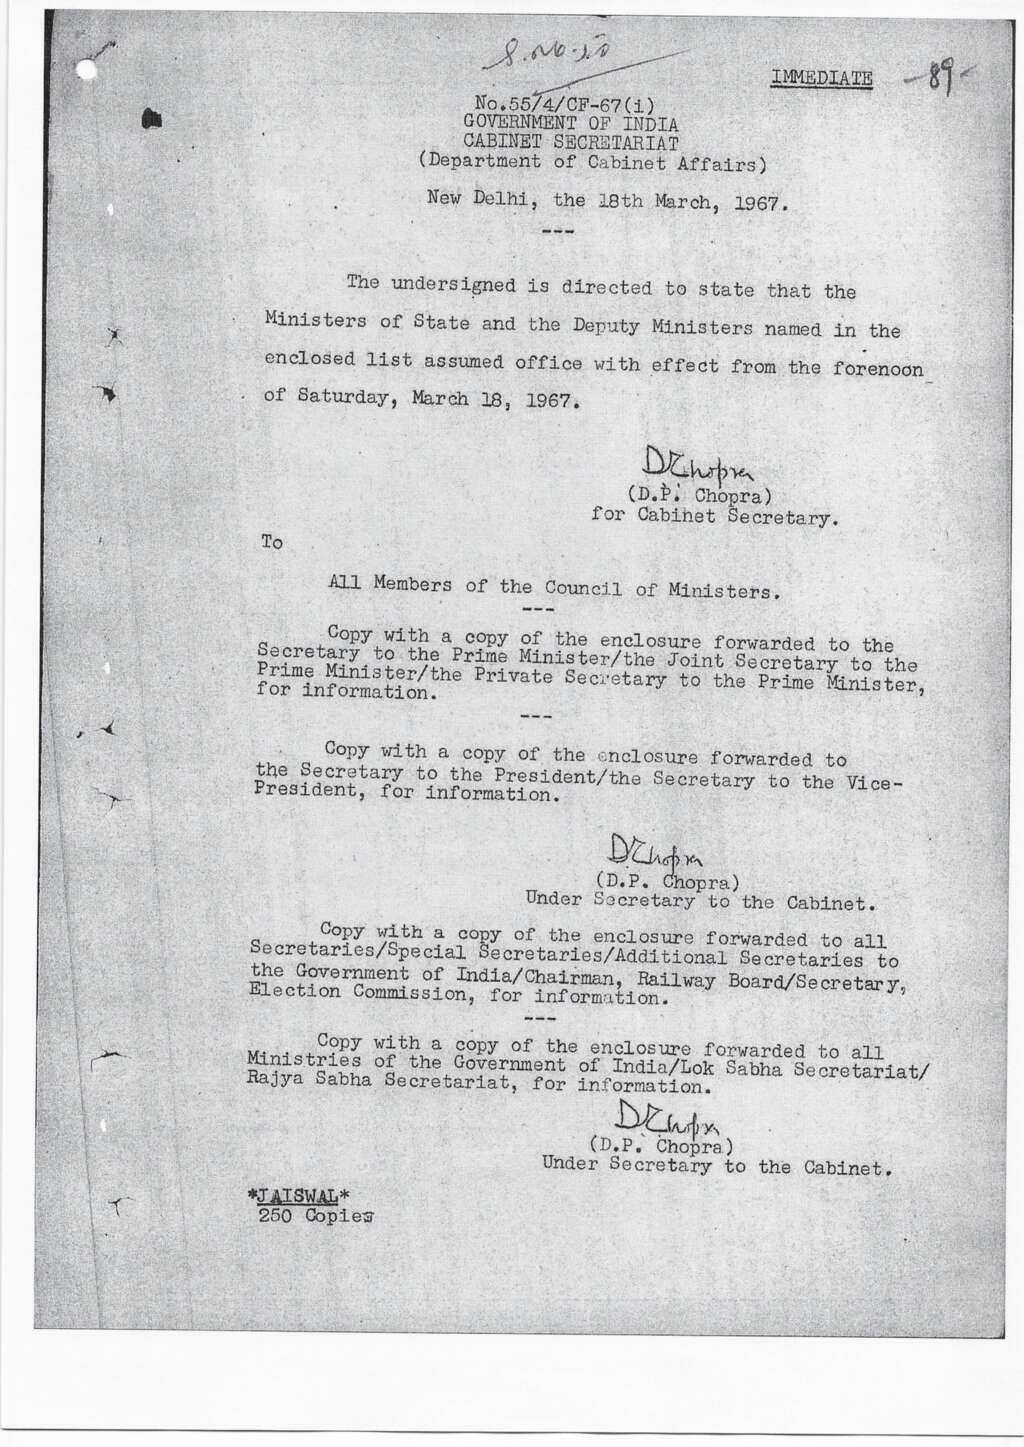 S.No.50
IMMEDIATE -89-
No.55/4/CF-67(i)
GOVERNMENT OF INDIA
CABINET SECRETARIAT
(Department of Cabinet Affairs)
New Delhi, the 18th March, 1967.
---
The undersigned is directed to state that the
Ministers of State and the Deputy Ministers named in the
enclosed list assumed office with effect from the forenoon
of Saturday, March 18, 1967.
DPChopra
(D.P. Chopra)
for Cabinet Secretary.
To
All Members of the Council of Ministers.
---
Copy with a copy of the enclosure forwarded to the
Secretary to the Prime Minister/the Joint Secretary to the
Prime Minister/the Private Secretary to the Prime Minister,
for information.
---
Copy with a copy of the enclosure forwarded to
the Secretary to the President/the Secretary to the Vice-
President, for information.
DPChopra
(D.P. Chopra)
Under Secretary to the Cabinet.
Copy with a copy of the enclosure forwarded to all
Secretaries/Special Secretaries/Additional Secretaries to
the Government of India/Chairman, Railway Board/Secretary,
Election Commission, for information.
---
Copy with a copy of the enclosure forwarded to all
Ministries of the Government of India/Lok Sabha Secretariat/
Rajya Sabha Secretariat, for information.
DPChopra
(D.P. Chopra)
Under Secretary to the Cabinet.
*JAISWAL*
250 Copies